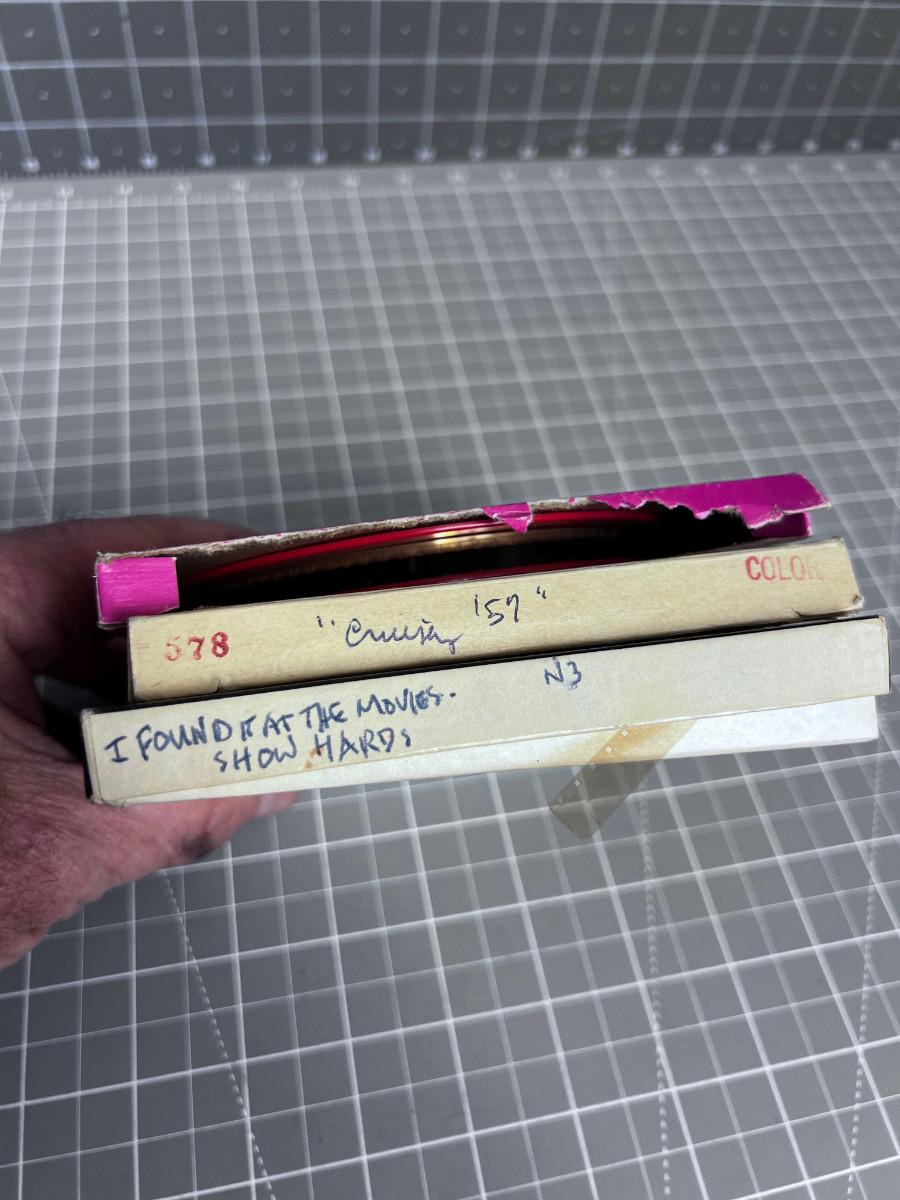 578
"Cruising '57"
COLOR
I FOUND IT AT THE MOVIES.
SHOW HARDS
N3